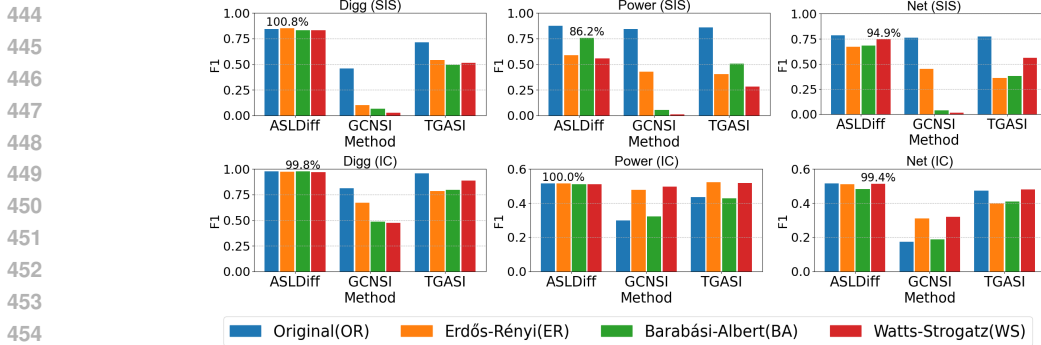 444
445
446
447
448
449
450
451
452
453
454
Digg (SIS)
1.00
0.75
0.50
0.25
0.00
F1
100.8%
ASLDiff GCNSI TGASI
Method
Power (SIS)
1.00
0.75
0.50
0.25
0.00
F1
86.2%
ASLDiff GCNSI TGASI
Method
Net (SIS)
1.00
0.75
0.50
0.25
0.00
F1
94.9%
ASLDiff GCNSI TGASI
Method
Digg (IC)
1.00
0.75
0.50
0.25
0.00
F1
99.8%
ASLDiff GCNSI TGASI
Method
Power (IC)
0.6
0.4
0.2
0.0
F1
100.0%
ASLDiff GCNSI TGASI
Method
Net (IC)
0.6
0.4
0.2
0.0
F1
99.4%
ASLDiff GCNSI TGASI
Method
Original(OR) Erdős-Rényi(ER) Barabási-Albert(BA) Watts-Strogatz(WS)